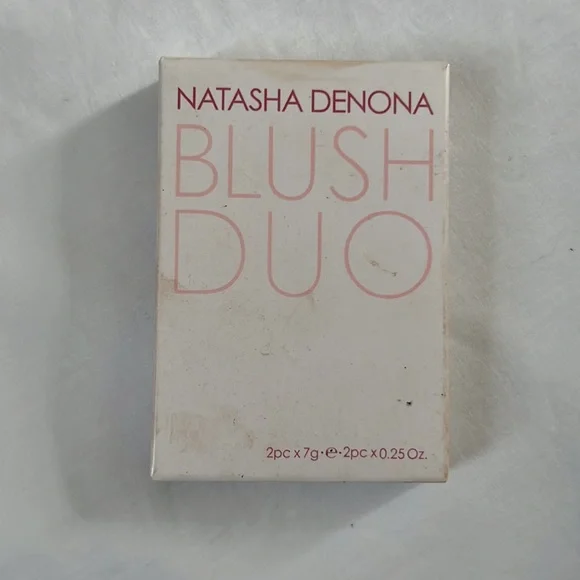 NATASHA DENONA
BLUSH
DUO
2pc x 7g·℮·2pc x 0.25 Oz.